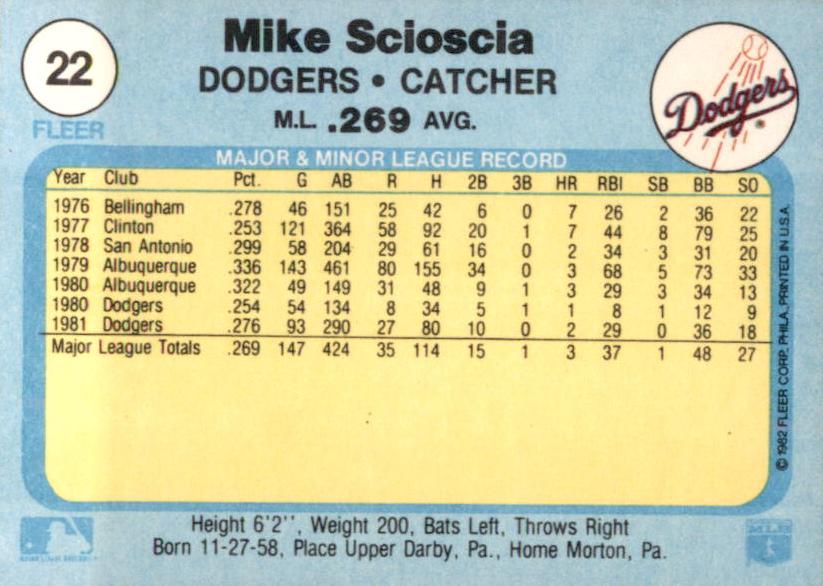 22
FLEER
Mike Scioscia
DODGERS • CATCHER
M.L. .269 AVG.
Dodgers
MAJOR & MINOR LEAGUE RECORD
Year Club Pct. G AB R H 2B 3B HR RBI SB BB SO
1976 Bellingham .278 46 151 25 42 6 0 7 26 2 36 22
1977 Clinton .253 121 364 58 92 20 1 7 44 8 79 25
1978 San Antonio .299 58 204 29 61 16 0 2 34 3 31 20
1979 Albuquerque .336 143 461 80 155 34 0 3 68 5 73 33
1980 Albuquerque .322 49 149 31 48 9 1 3 29 3 34 13
1980 Dodgers .254 54 134 8 34 5 1 1 8 1 12 9
1981 Dodgers .276 93 290 27 80 10 0 2 29 0 36 18
Major League Totals .269 147 424 35 114 15 1 3 37 1 48 27
© 1982 FLEER CORP. PHILA. PRINTED IN U.S.A.
Height 6'2'', Weight 200, Bats Left, Throws Right
Born 11-27-58, Place Upper Darby, Pa., Home Morton, Pa.